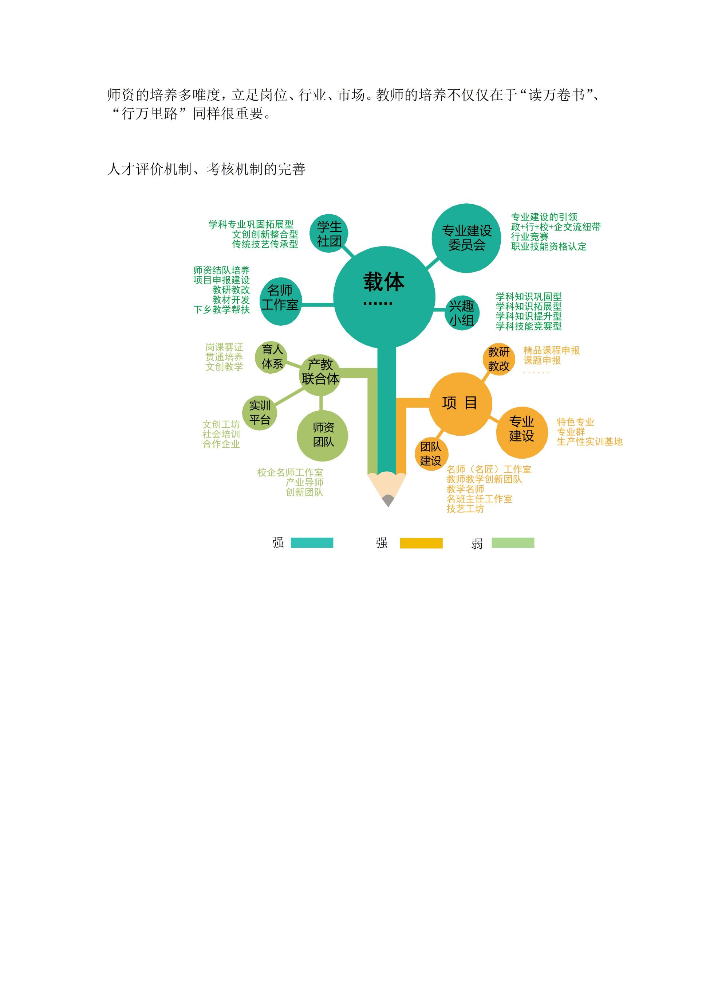 师资的培养多唯度，立足岗位、行业、市场。教师的培养不仅仅在于“读万卷书”、
“行万里路”同样很重要。
人才评价机制、考核机制的完善
学科专业巩固拓展型
文创创新整合型
传统技艺传承型
学生
社团
专业建设
委员会
专业建设的引领
政+行+校+企交流纽带
行业竞赛
职业技能资格认定
载体
……
师资结队培养
项目申报建设
教研教改
教材开发
下乡教学帮扶
名师
工作室
兴趣
小组
学科知识巩固型
学科知识拓展型
学科知识提升型
学科技能竞赛型
岗课赛证
贯通培养
文创教学
育人
体系
产教
联合体
实训
平台
文创工坊
社会培训
合作企业
师资
团队
校企名师工作室
产业导师
创新团队
教研
教改
精品课程申报
课题申报
......
项 目
专业
建设
特色专业
专业群
生产性实训基地
团队
建设
名师（名匠）工作室
教师教学创新团队
教学名师
名班主任工作室
技艺工坊
强
强
弱